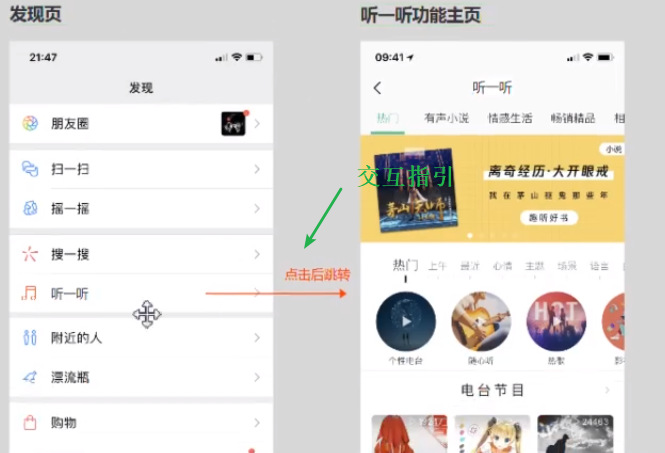 发现页
听一听功能主页
21:47
发现
朋友圈
扫一扫
摇一摇
搜一搜
听一听
附近的人
漂流瓶
购物
交互指引
点击后跳转
09:41
听一听
热门 有声小说 情感生活 畅销精品 相
小说
离奇经历·大开眼戒
我在茅山捉鬼那些年
趣听好书
热门 上午 最新 心情 主题 场景 语言
个性电台 随心听 热歌
电台节目
24463